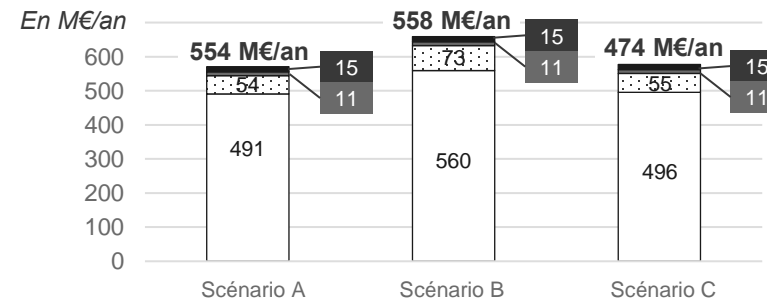 En M€/an
554 M€/an
558 M€/an
474 M€/an
600
500
400
300
200
100
0
15
11
54
491
15
11
73
560
15
11
55
496
Scénario A
Scénario B
Scénario C